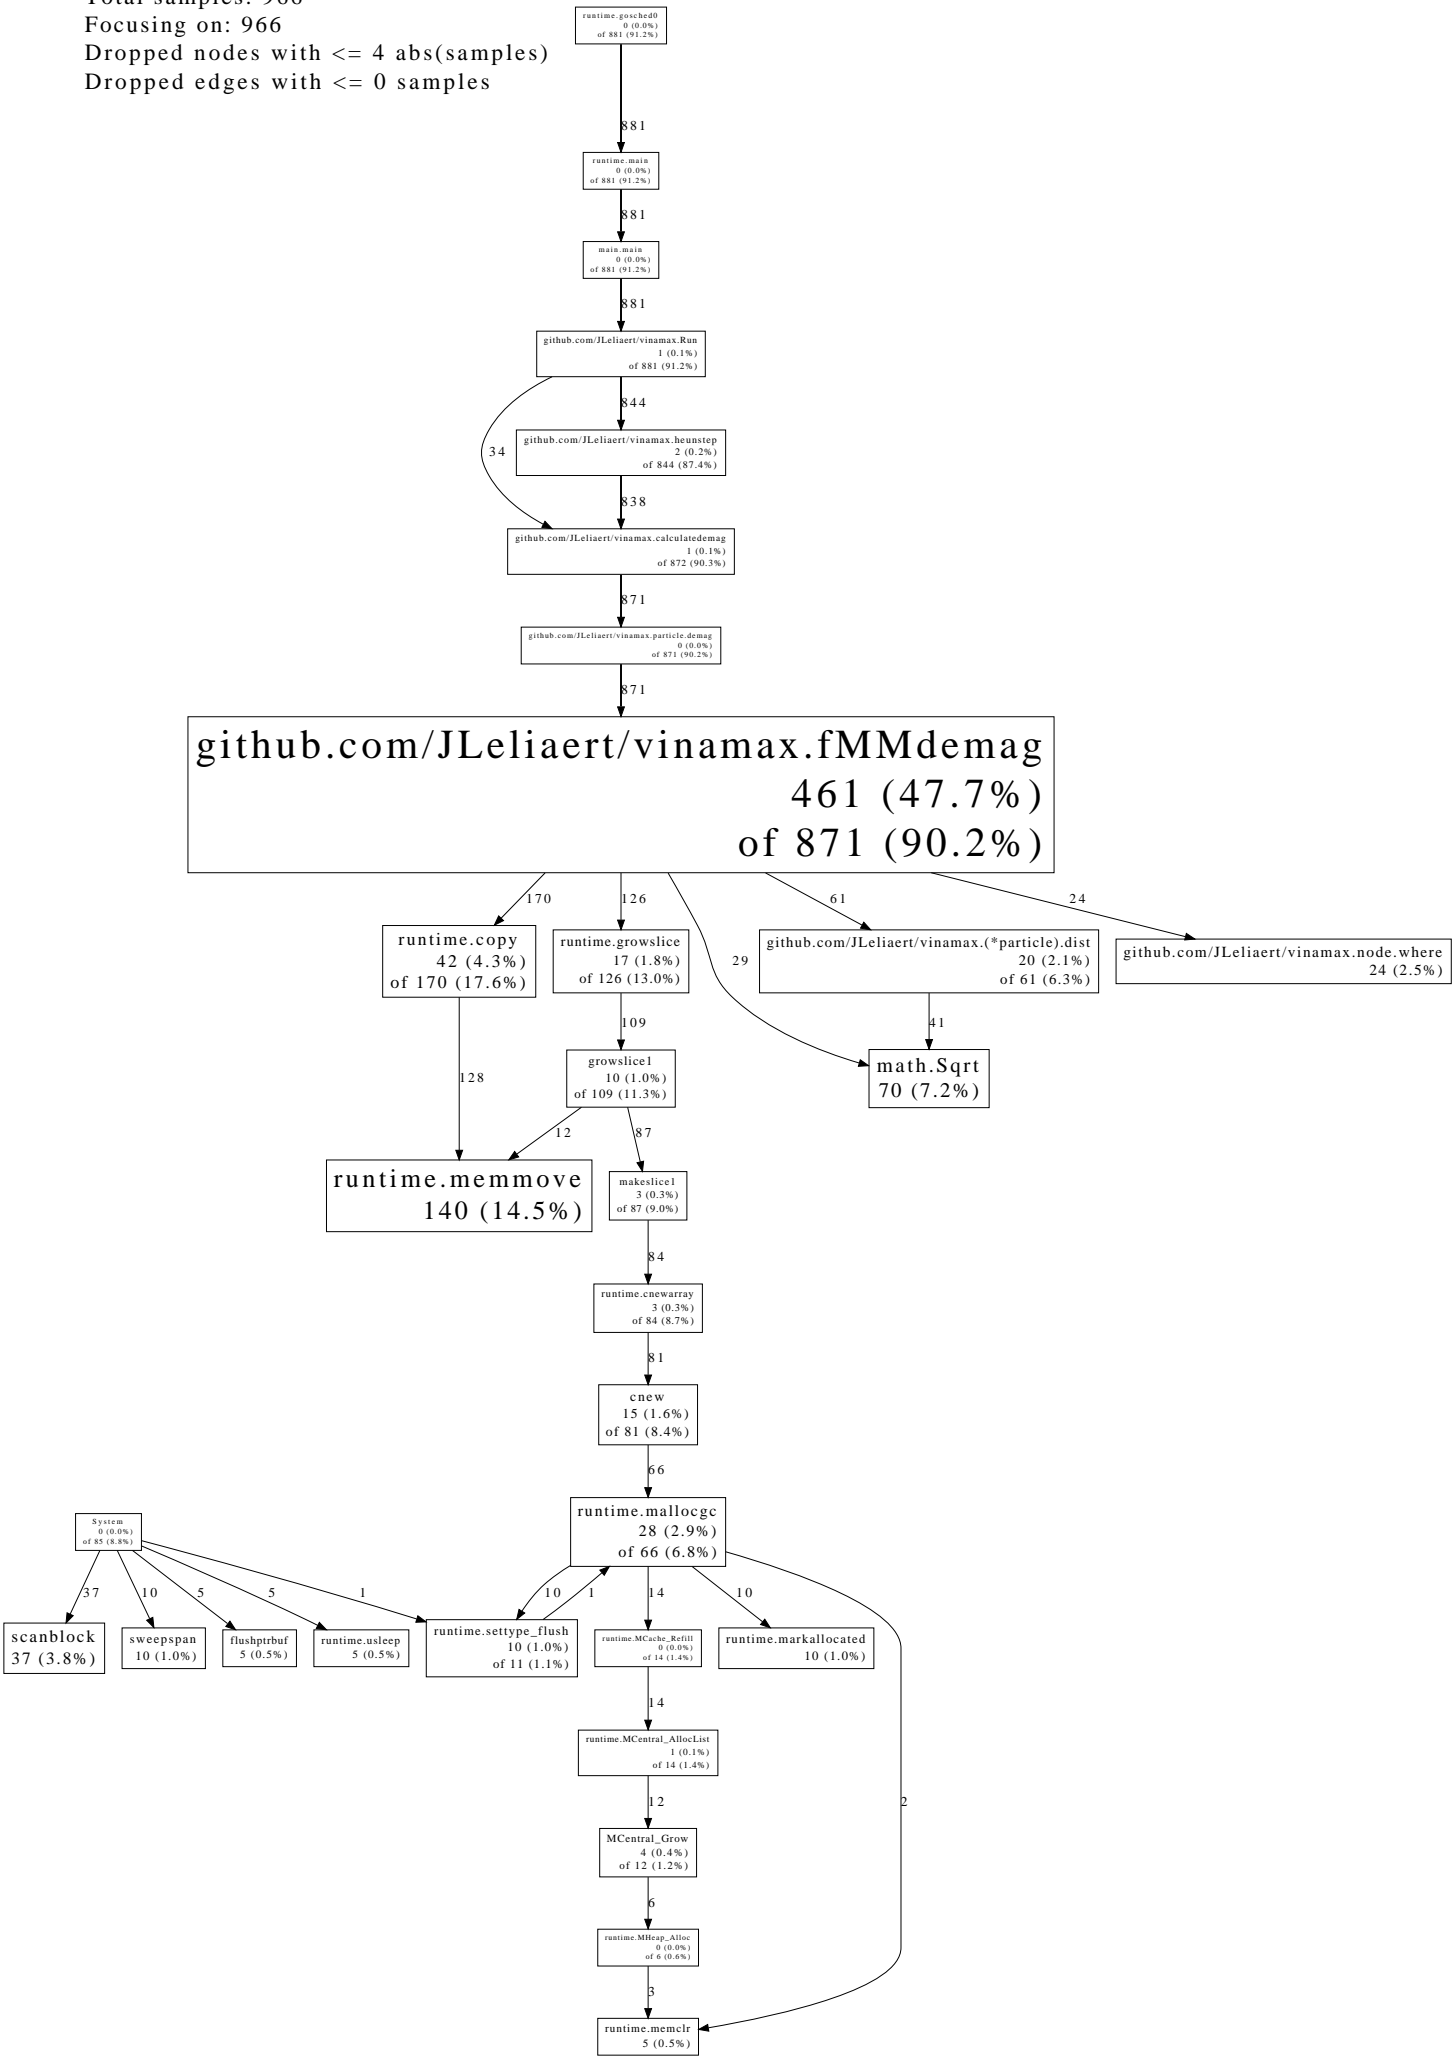 Total samples: 966
Focusing on: 966
Dropped nodes with <= 4 abs(samples)
Dropped edges with <= 0 samples
runtime.gosched0
0 (0.0%)
of 881 (91.2%)
881
runtime.main
0 (0.0%)
of 881 (91.2%)
881
main.main
0 (0.0%)
of 881 (91.2%)
881
github.com/JLeliaert/vinamax.Run
1 (0.1%)
of 881 (91.2%)
844
34
github.com/JLeliaert/vinamax.heunstep
2 (0.2%)
of 844 (87.4%)
838
github.com/JLeliaert/vinamax.calculatedemag
1 (0.1%)
of 872 (90.3%)
871
github.com/JLeliaert/vinamax.particle.demag
0 (0.0%)
of 871 (90.2%)
871
github.com/JLeliaert/vinamax.fMMdemag
461 (47.7%)
of 871 (90.2%)
170
126
29
61
24
runtime.copy
42 (4.3%)
of 170 (17.6%)
runtime.growslice
17 (1.8%)
of 126 (13.0%)
github.com/JLeliaert/vinamax.(*particle).dist
20 (2.1%)
of 61 (6.3%)
github.com/JLeliaert/vinamax.node.where
24 (2.5%)
128
109
41
growslice1
10 (1.0%)
of 109 (11.3%)
math.Sqrt
70 (7.2%)
12
87
runtime.memmove
140 (14.5%)
makeslice1
3 (0.3%)
of 87 (9.0%)
84
runtime.cnewarray
3 (0.3%)
of 84 (8.7%)
81
cnew
15 (1.6%)
of 81 (8.4%)
66
runtime.mallocgc
28 (2.9%)
of 66 (6.8%)
System
0 (0.0%)
of 85 (8.8%)
37
10
5
5
1
10
1
14
10
2
scanblock
37 (3.8%)
sweepspan
10 (1.0%)
flushptrbuf
5 (0.5%)
runtime.usleep
5 (0.5%)
runtime.settype_flush
10 (1.0%)
of 11 (1.1%)
runtime.MCache_Refill
0 (0.0%)
of 14 (1.4%)
runtime.markallocated
10 (1.0%)
14
runtime.MCentral_AllocList
1 (0.1%)
of 14 (1.4%)
12
MCentral_Grow
4 (0.4%)
of 12 (1.2%)
6
runtime.MHeap_Alloc
0 (0.0%)
of 6 (0.6%)
3
runtime.memclr
5 (0.5%)